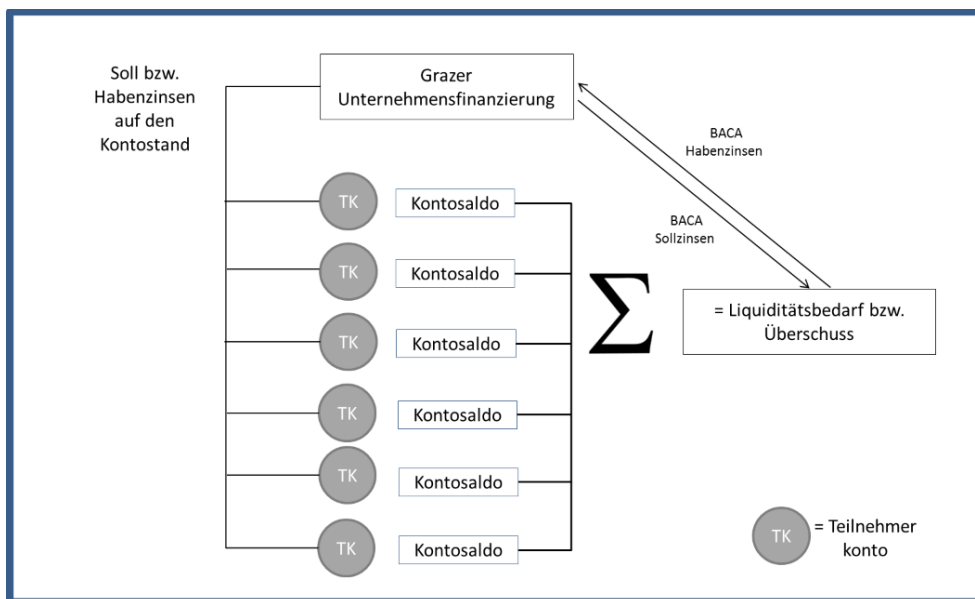 Soll bzw.
Habenzinsen
auf den
Kontostand
Grazer
Unternehmensfinanzierung
BACA
Habenzinsen
BACA
Sollzinsen
TK
Kontosaldo
TK
Kontosaldo
TK
Kontosaldo
TK
Kontosaldo
TK
Kontosaldo
TK
Kontosaldo
Σ
= Liquiditätsbedarf bzw.
Überschuss
TK
= Teilnehmer
konto